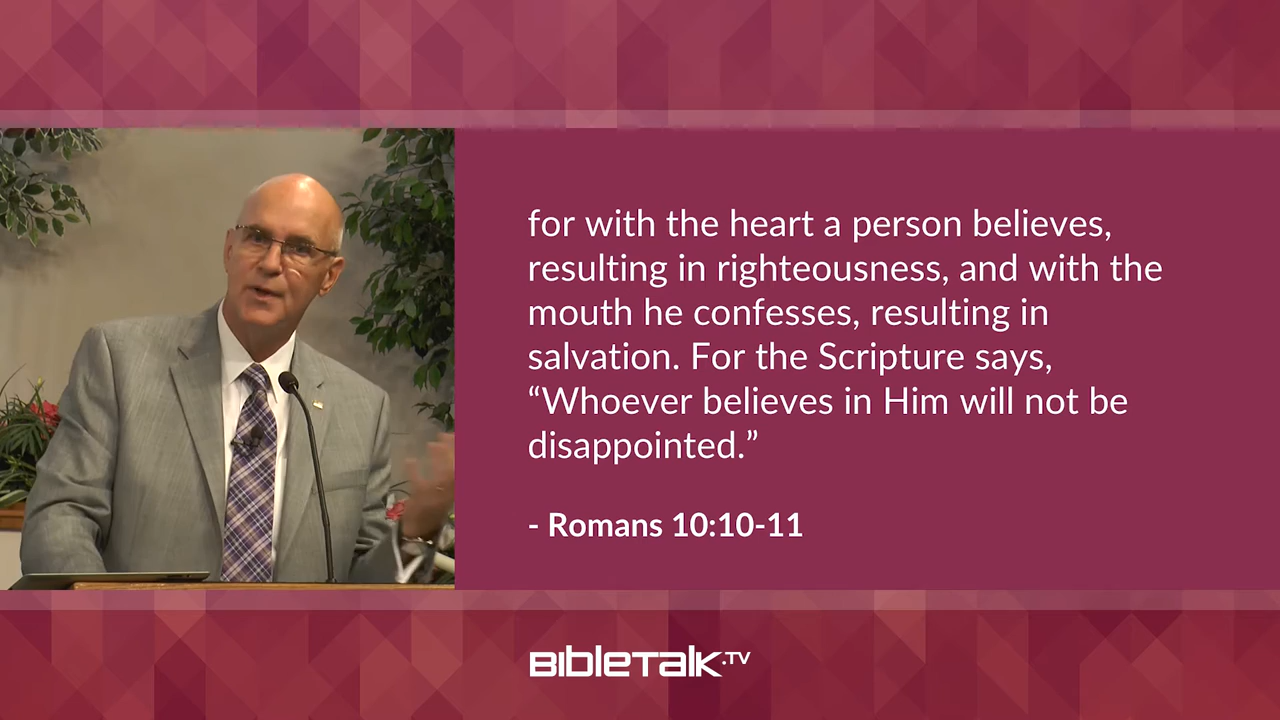 for with the heart a person believes,
resulting in righteousness, and with the
mouth he confesses, resulting in
salvation. For the Scripture says,
“Whoever believes in Him will not be
disappointed.”
- Romans 10:10-11
BibleTalk.TV